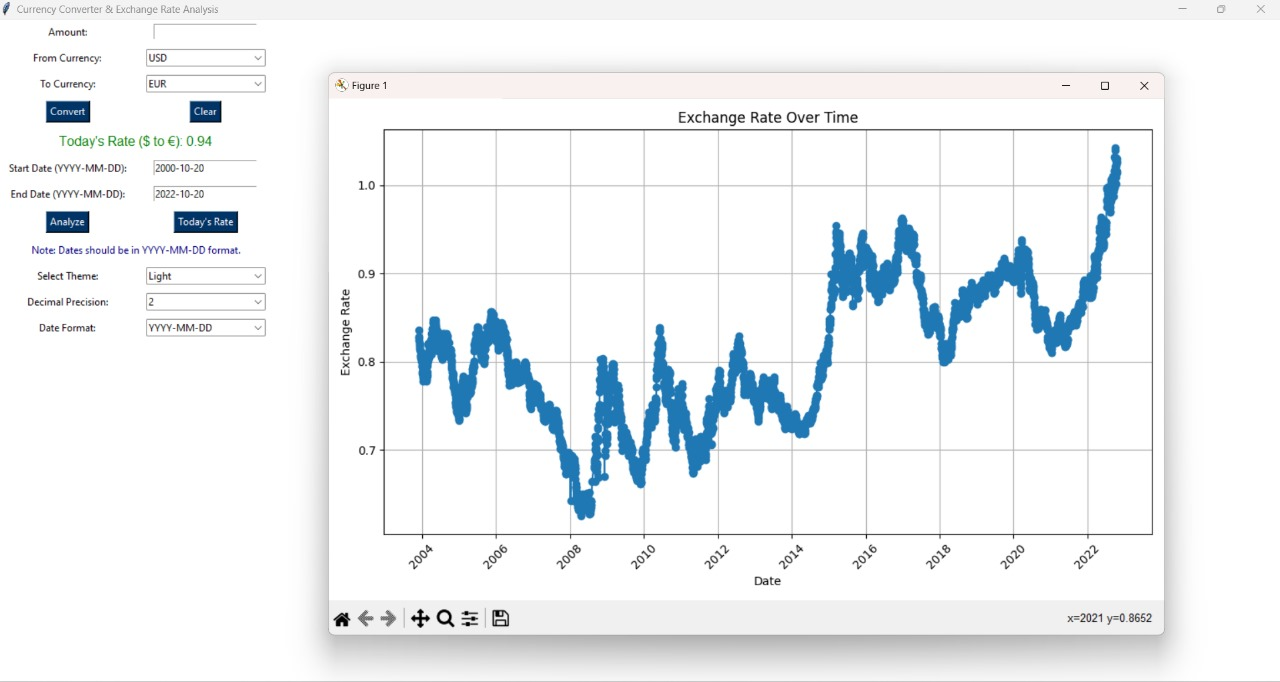 Currency Converter & Exchange Rate Analysis
Amount:
From Currency: USD
To Currency: EUR
Convert Clear
Today's Rate ($ to €): 0.94
Start Date (YYYY-MM-DD): 2000-10-20
End Date (YYYY-MM-DD): 2022-10-20
Analyze Today's Rate
Note: Dates should be in YYYY-MM-DD format.
Select Theme: Light
Decimal Precision: 2
Date Format: YYYY-MM-DD
Figure 1
Exchange Rate Over Time
Exchange Rate
1.0
0.9
0.8
0.7
2004 2006 2008 2010 2012 2014 2016 2018 2020 2022
Date
x=2021 y=0.8652